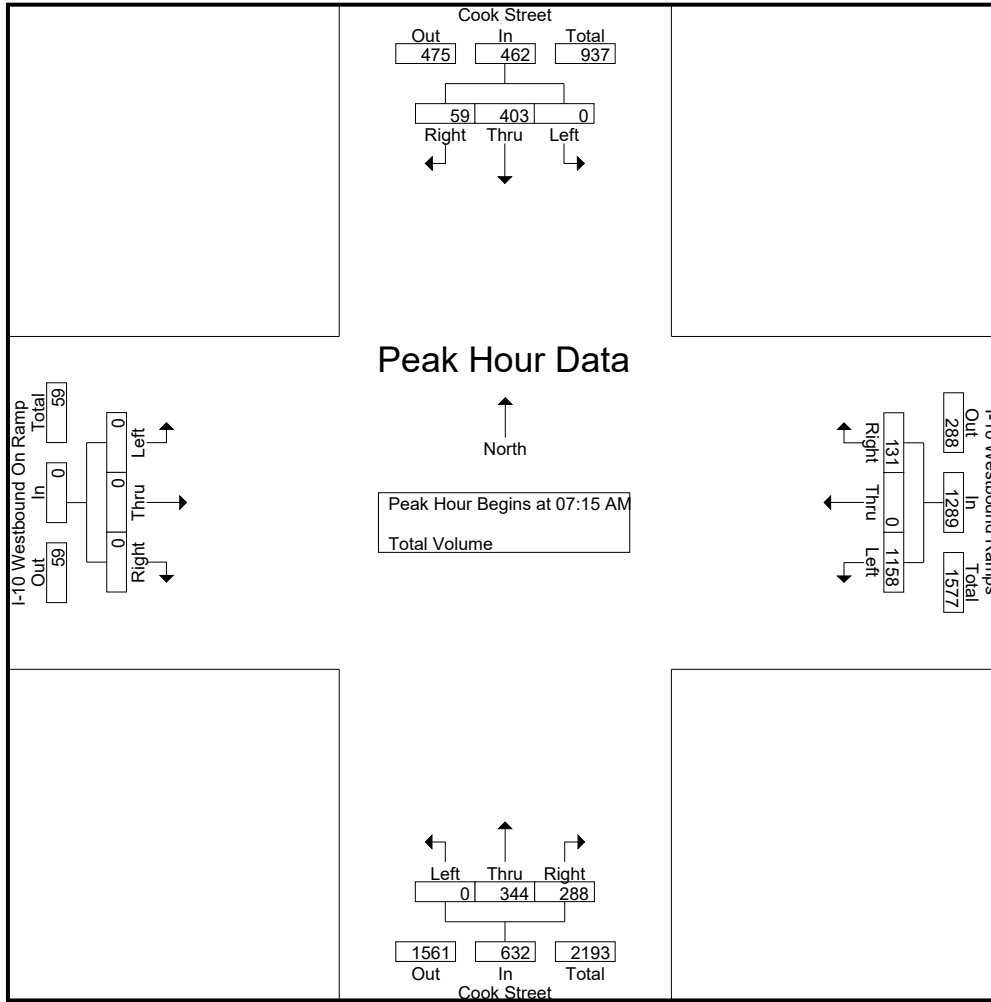 Cook Street
Out In Total
475 462 937
59 403 0
Right Thru Left
Peak Hour Data
North
Peak Hour Begins at 07:15 AM
Total Volume
I-10 Westbound On Ramp
Total In Out
59 0 59
0 0 0
Left Thru Right
I-10 Westbound Ramps
Out In Total
288 1289 1577
131 0 1158
Right Thru Left
Left Thru Right
0 344 288
1561 632 2193
Out In Total
Cook Street